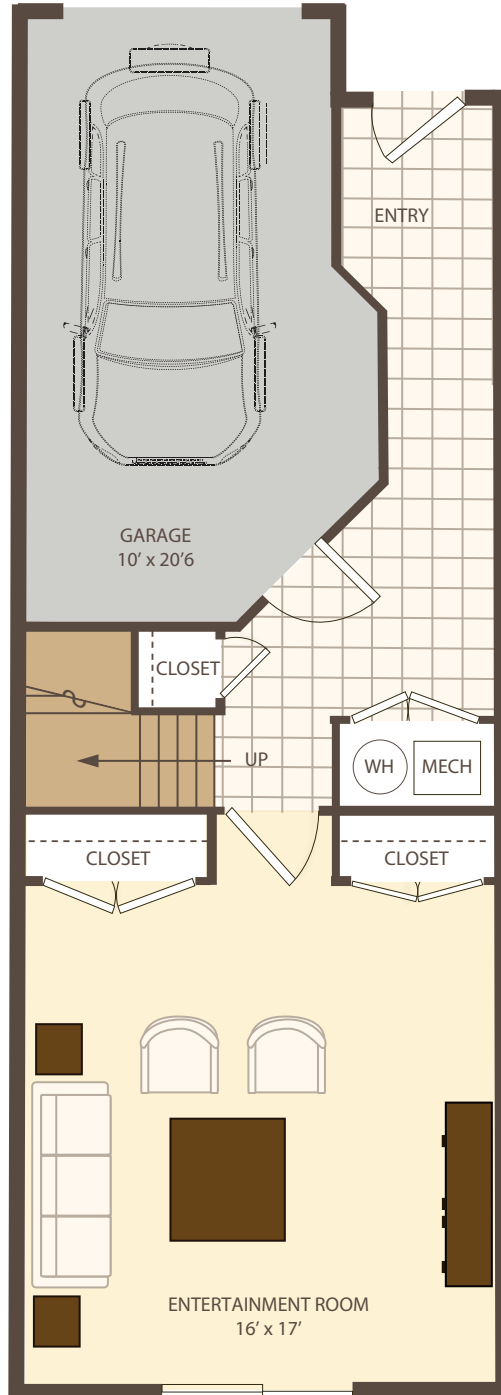 ENTRY
GARAGE
10’ x 20’6
CLOSET
UP
WH
MECH
CLOSET
CLOSET
ENTERTAINMENT ROOM
16’ x 17’